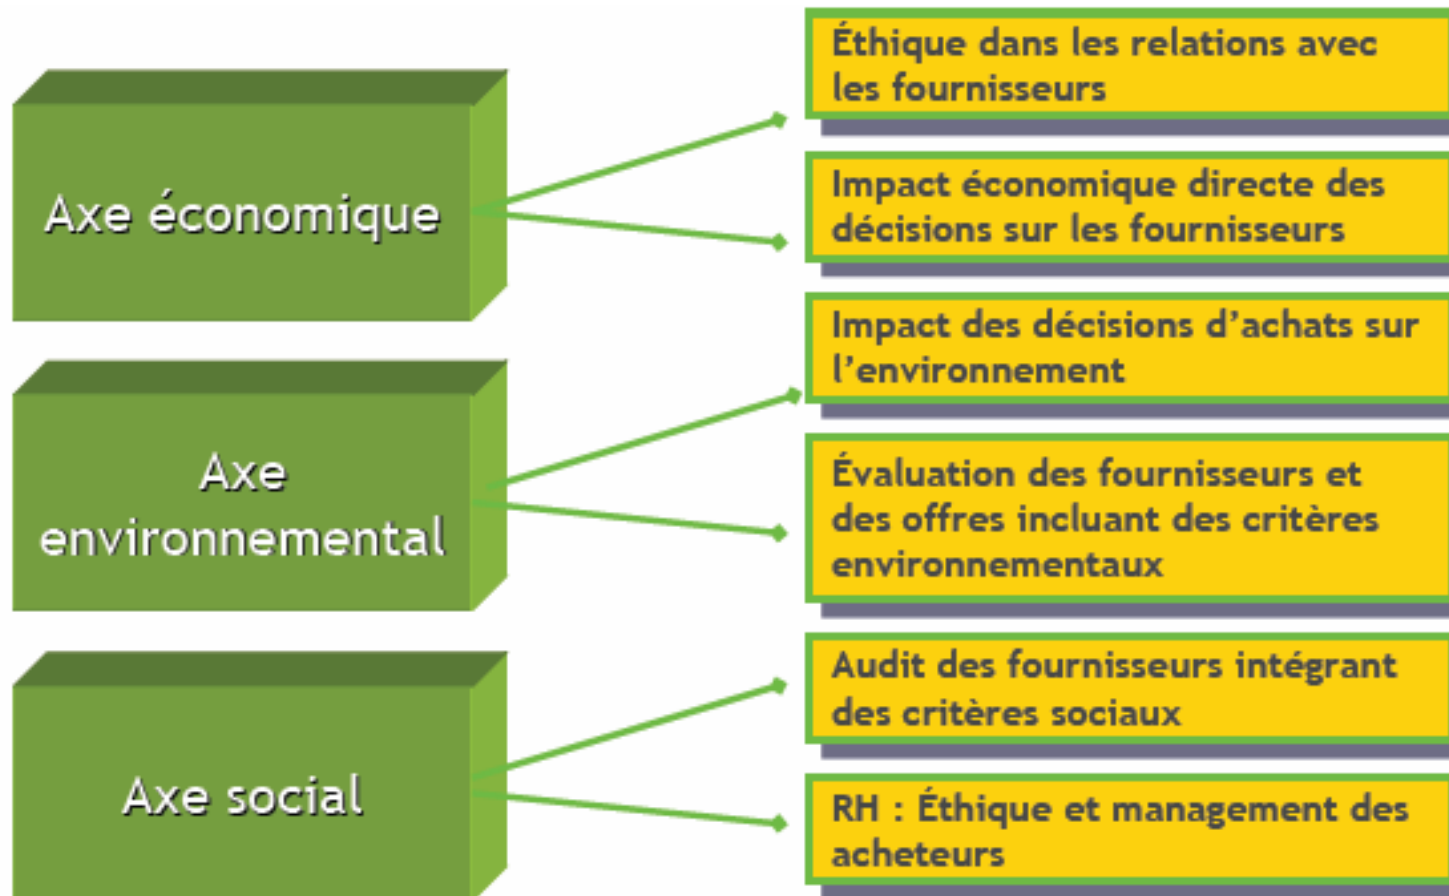 Axe économique
Éthique dans les relations avec
les fournisseurs
Impact économique directe des
décisions sur les fournisseurs
Axe
environnemental
Impact des décisions d’achats sur
l’environnement
Évaluation des fournisseurs et
des offres incluant des critères
environnementaux
Axe social
Audit des fournisseurs intégrant
des critères sociaux
RH : Éthique et management des
acheteurs